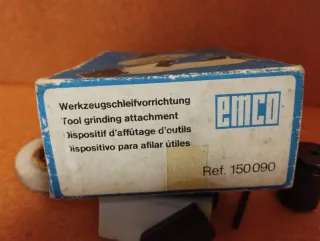 Werkzeugschleifvorrichtung
Tool grinding attachment
Dispositif d'affûtage d'outils
Dispositivo para afilar útiles
emco
Ref. 150090